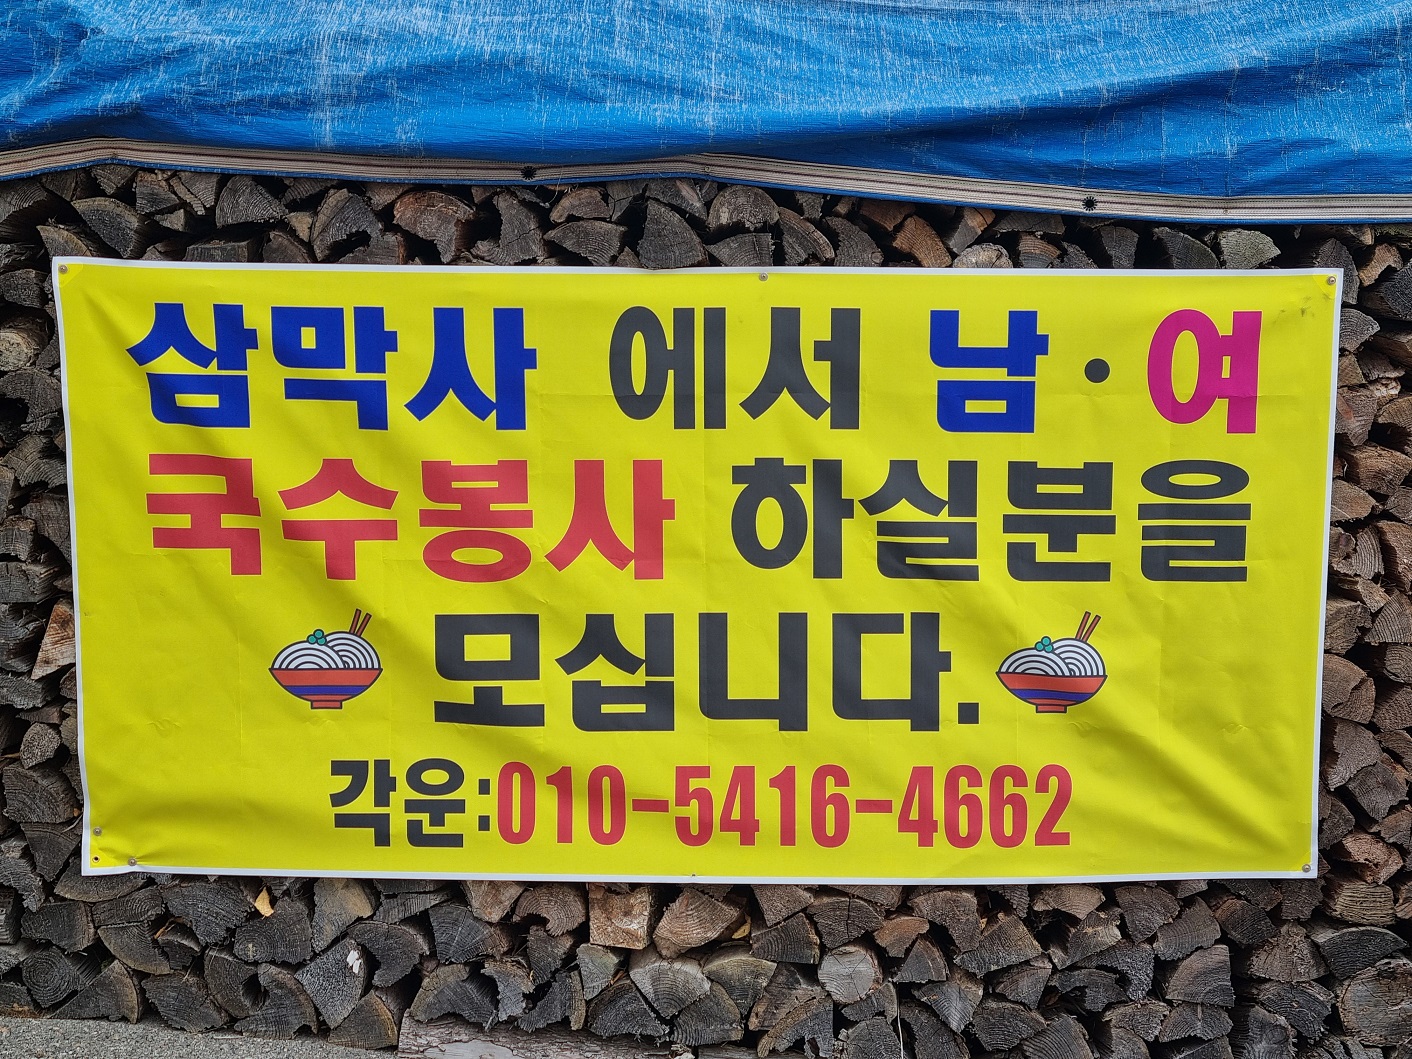 삼막사 에서 남·여
국수봉사 하실분을
모십니다.
각운:010-5416-4662